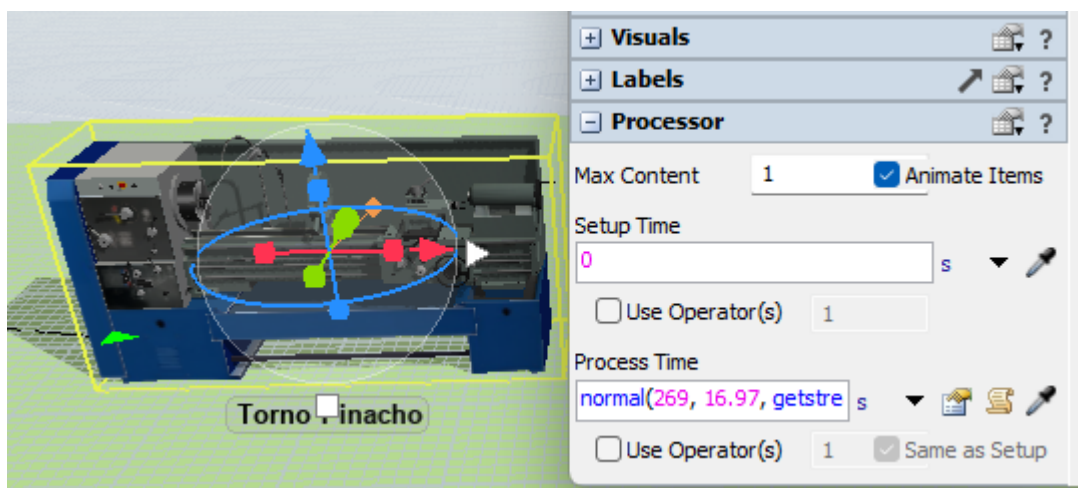 Visuals ?
Labels ?
Processor ?
Max Content 1 Animate Items
Setup Time
0 s
Use Operator(s) 1
Process Time
normal(269, 16.97, getstre s
Use Operator(s) 1 Same as Setup
Torno inacho